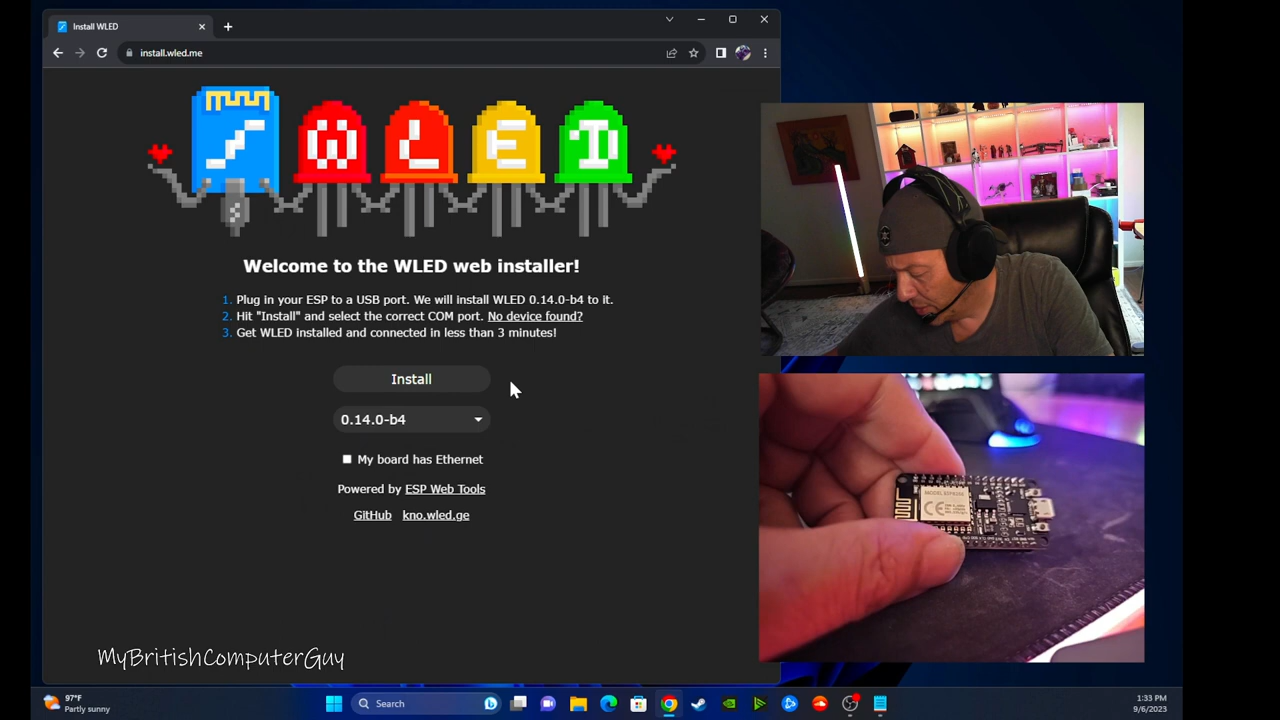 Install WLED
install.wled.me
WLED
Welcome to the WLED web installer!
1. Plug in your ESP to a USB port. We will install WLED 0.14.0-b4 to it.
2. Hit "Install" and select the correct COM port. No device found?
3. Get WLED installed and connected in less than 3 minutes!
Install
0.14.0-b4
My board has Ethernet
Powered by ESP Web Tools
GitHub kno.wled.ge
MyBritishComputerGuy
MODEL
CE
97°F
Partly sunny
Search
1:33 PM
9/6/2023